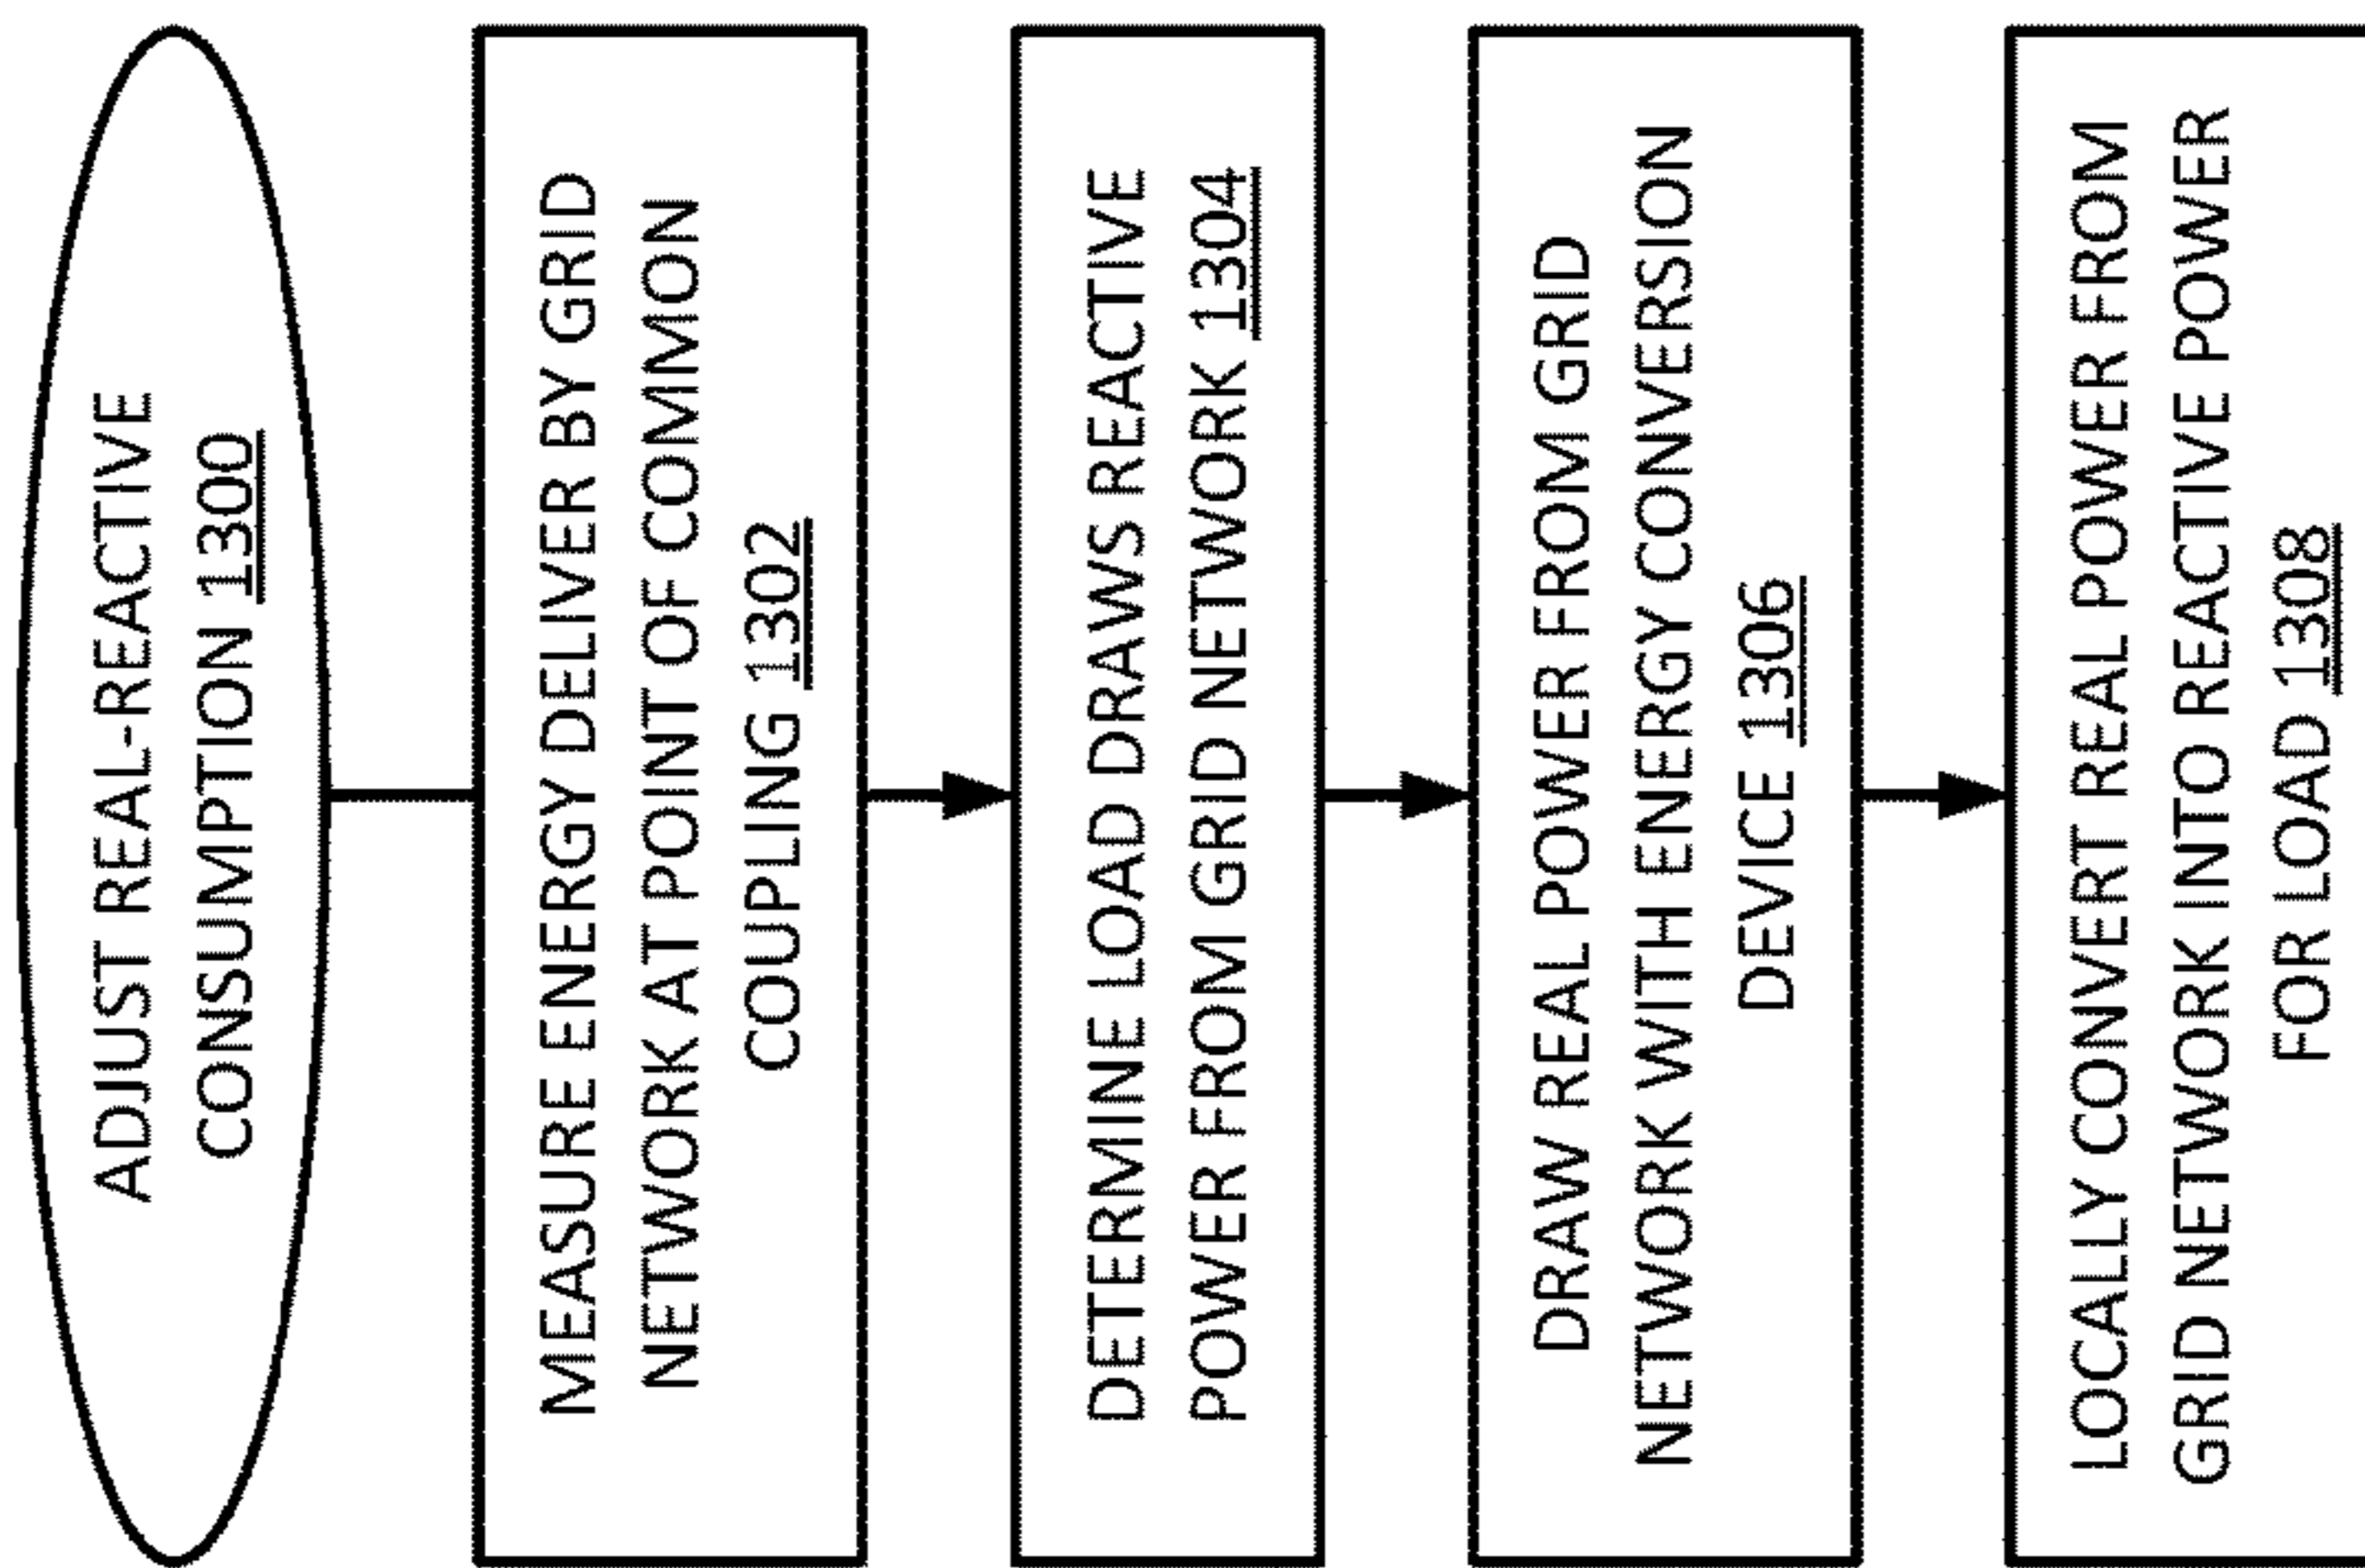 ADJUST REAL-REACTIVE
CONSUMPTION 1300
MEASURE ENERGY DELIVER BY GRID
NETWORK AT POINT OF COMMON
COUPLING 1302
DETERMINE LOAD DRAWS REACTIVE
POWER FROM GRID NETWORK 1304
DRAW REAL POWER FROM GRID
NETWORK WITH ENERGY CONVERSION
DEVICE 1306
LOCALLY CONVERT REAL POWER FROM
GRID NETWORK INTO REACTIVE POWER
FOR LOAD 1308